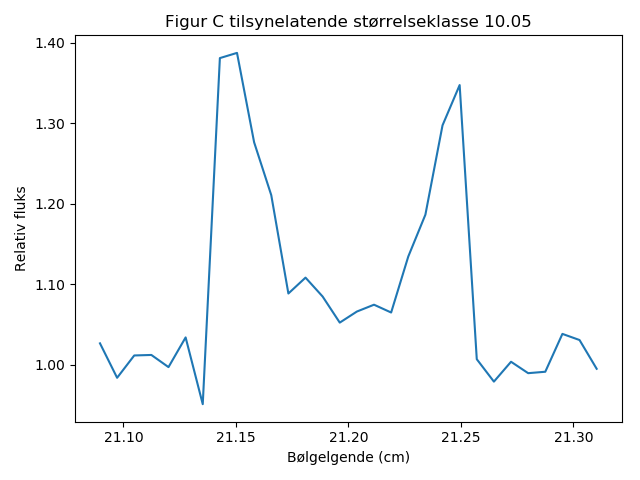 Figur C tilsynelatende størrelseklasse 10.05
1.40
1.30
1.20
1.10
1.00
Relativ fluks
21.10 21.15 21.20 21.25 21.30
Bølgelgende (cm)